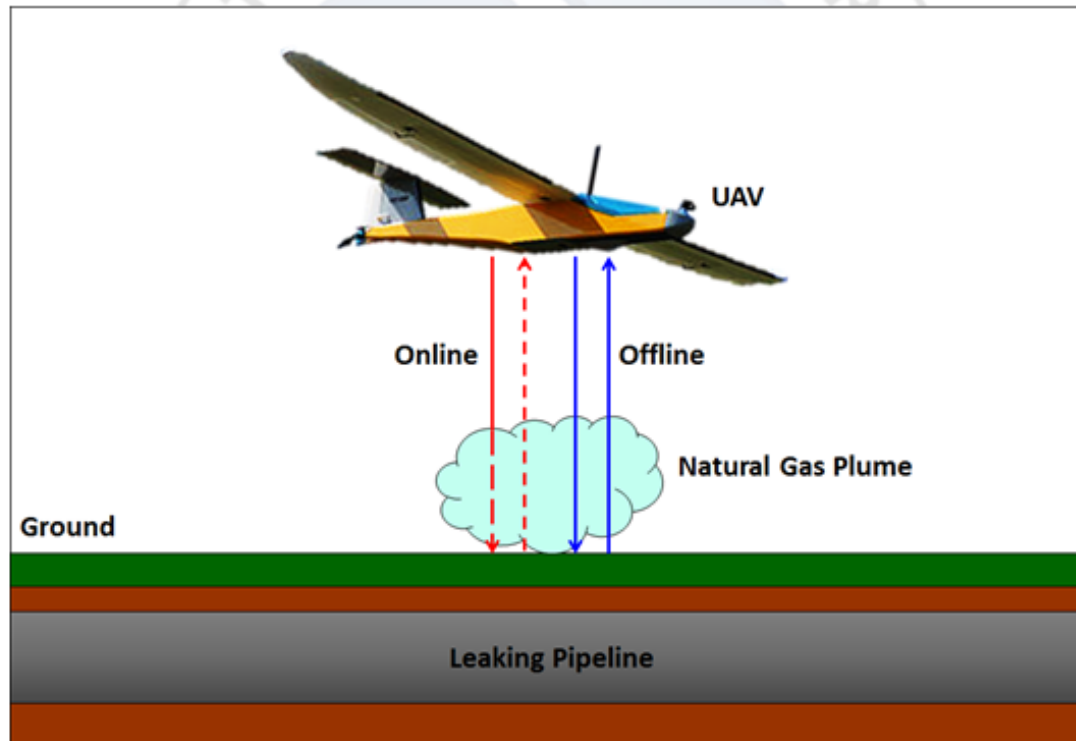 UAV
Online
Offline
Natural Gas Plume
Ground
Leaking Pipeline